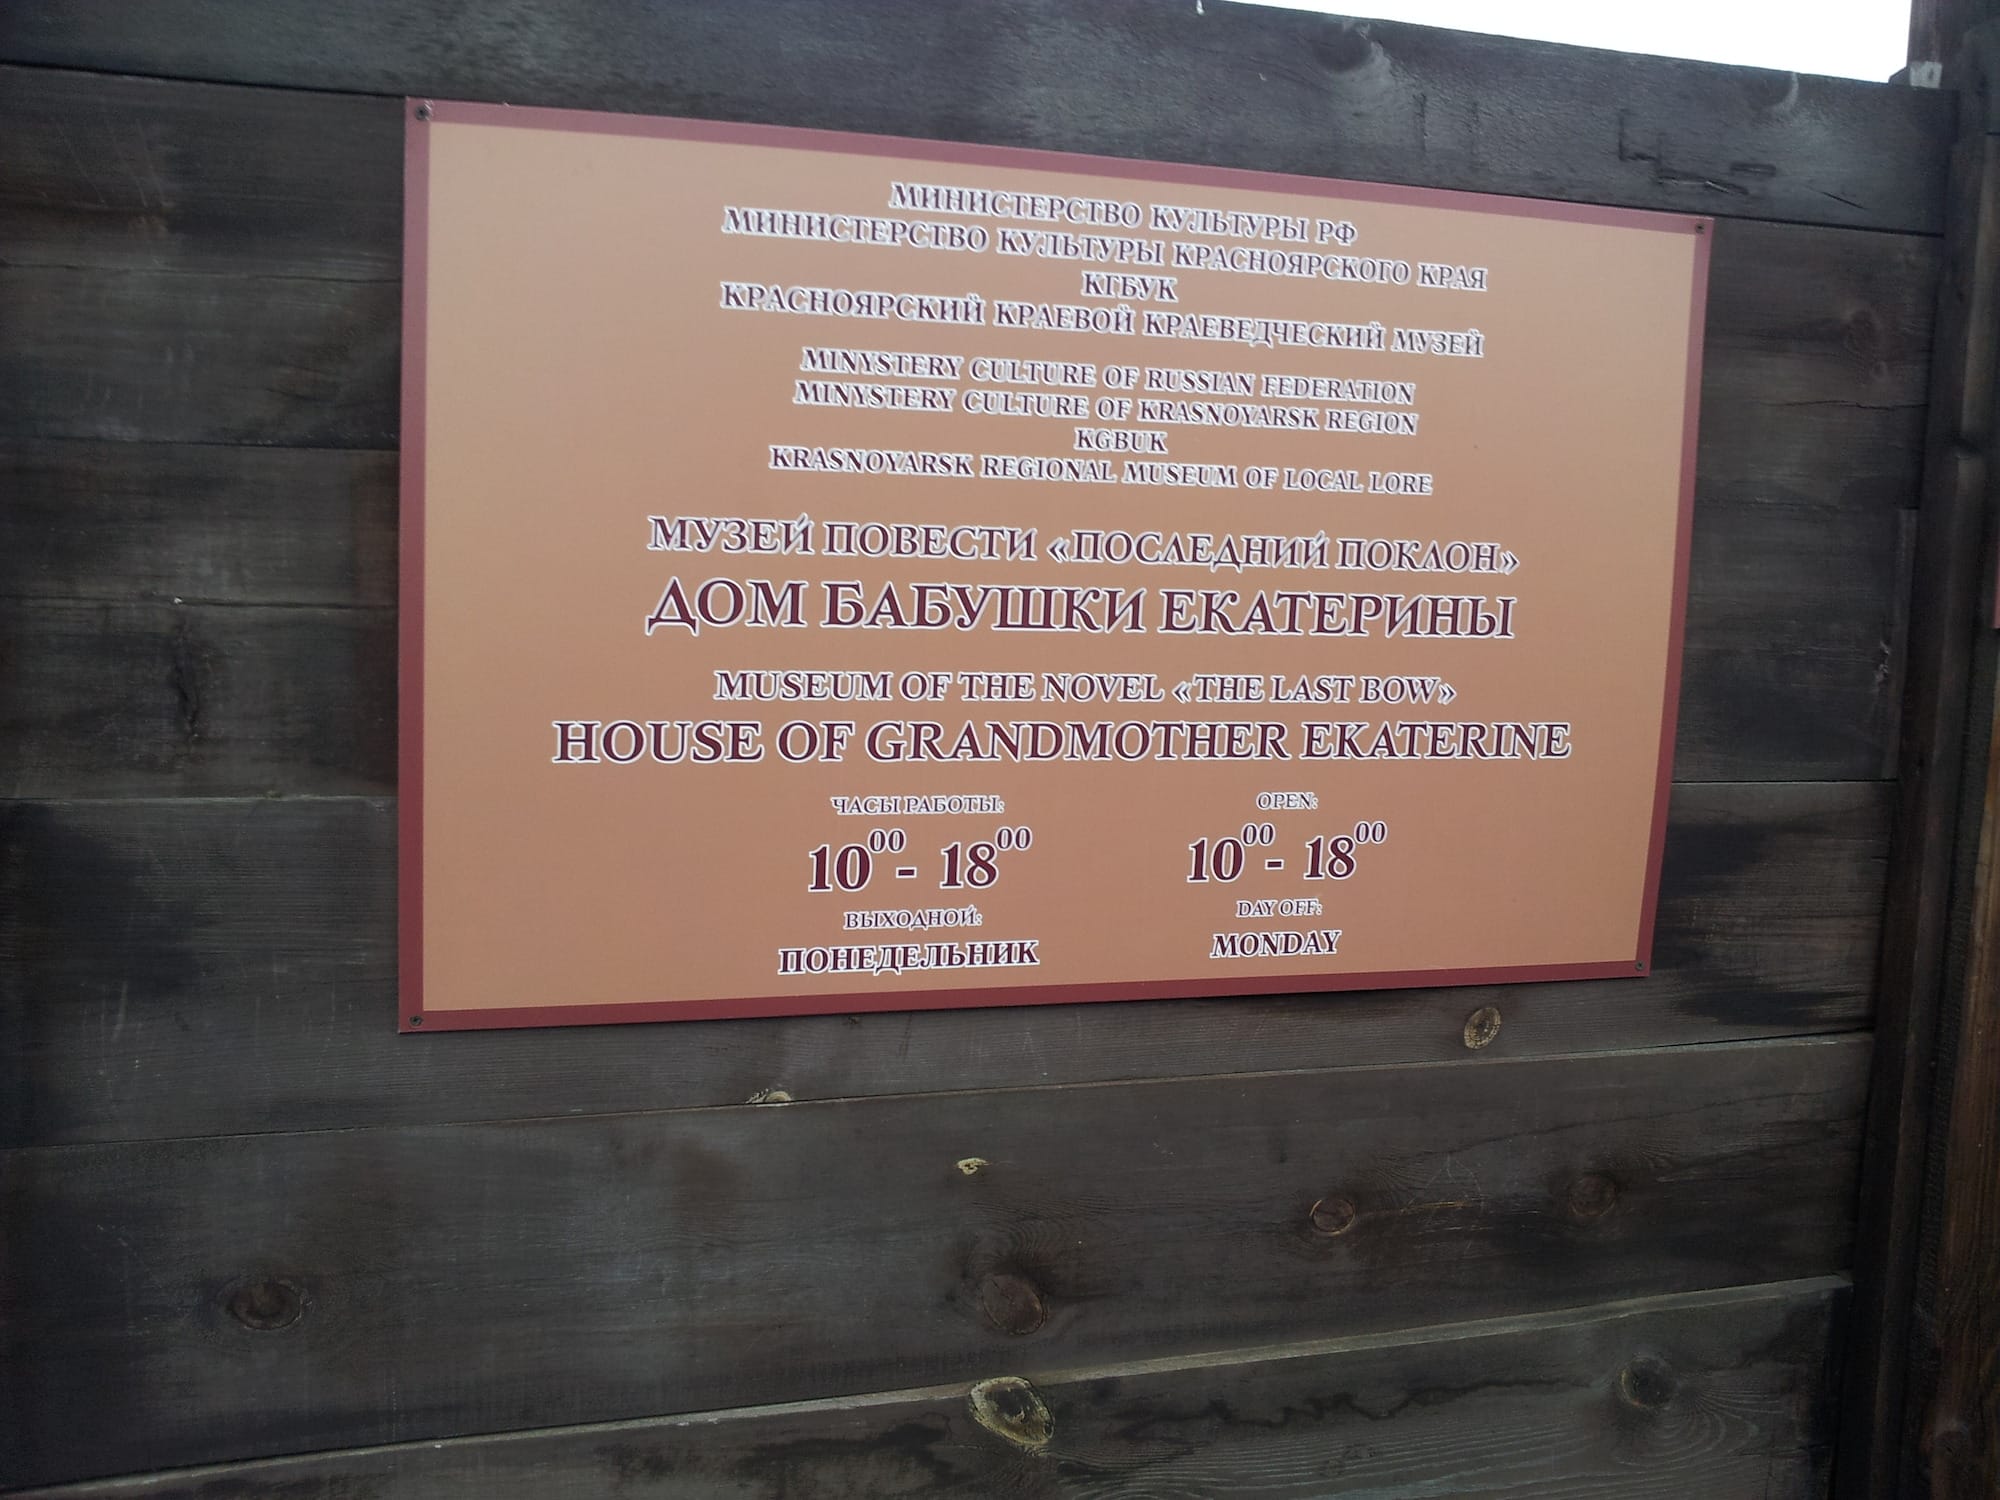 МИНИСТЕРСТВО КУЛЬТУРЫ РФ
МИНИСТЕРСТВО КУЛЬТУРЫ КРАСНОЯРСКОГО КРАЯ
КГБУК
КРАСНОЯРСКИЙ КРАЕВОЙ КРАЕВЕДЧЕСКИЙ МУЗЕЙ
MINYSTERY CULTURE OF RUSSIAN FEDERATION
MINYSTERY CULTURE OF KRASNOYARSK REGION
KGBUK
KRASNOYARSK REGIONAL MUSEUM OF LOCAL LORE
МУЗЕЙ ПОВЕСТИ «ПОСЛЕДНИЙ ПОКЛОН»
ДОМ БАБУШКИ ЕКАТЕРИНЫ
MUSEUM OF THE NOVEL «THE LAST BOW»
HOUSE OF GRANDMOTHER EKATERINE
ЧАСЫ РАБОТЫ:
10⁰⁰ - 18⁰⁰
ВЫХОДНОЙ:
ПОНЕДЕЛЬНИК
OPEN:
10⁰⁰ - 18⁰⁰
DAY OFF:
MONDAY